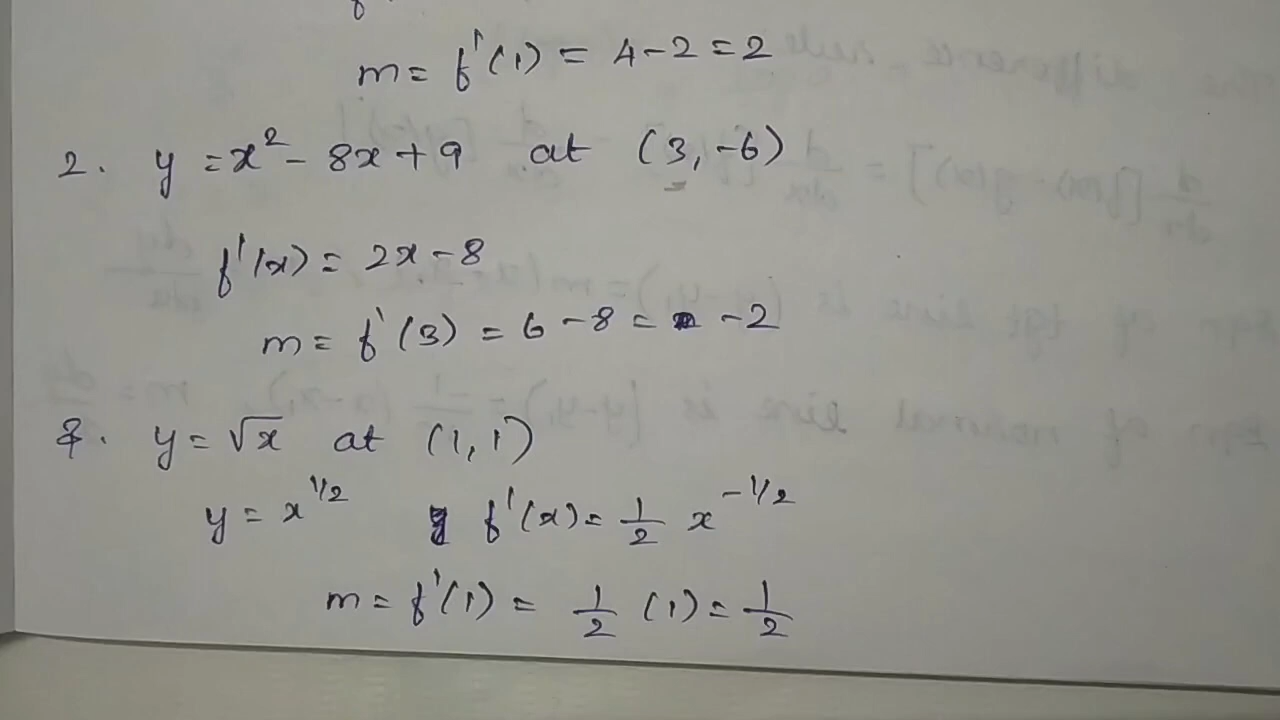 m = f'(1) = 4 - 2 = 2
2. y = x² - 8x + 9 at (3, -6)
f'(x) = 2x - 8
m = f'(3) = 6 - 8 = -2
y = √x at (1, 1)
y = x^1/2 f'(x) = 1/2 x^-1/2
m = f'(1) = 1/2 (1) = 1/2